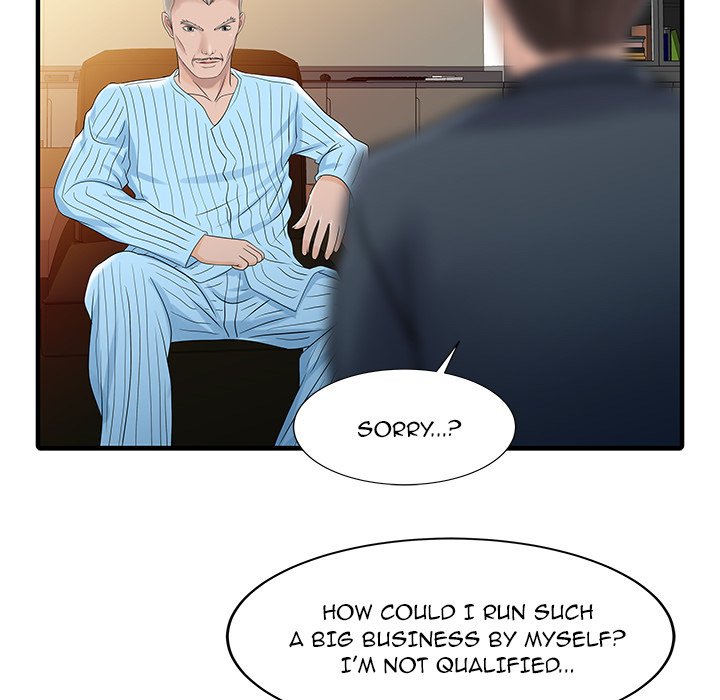 SORRY...?
HOW COULD I RUN SUCH
A BIG BUSINESS BY MYSELF?
I'M NOT QUALIFIED...